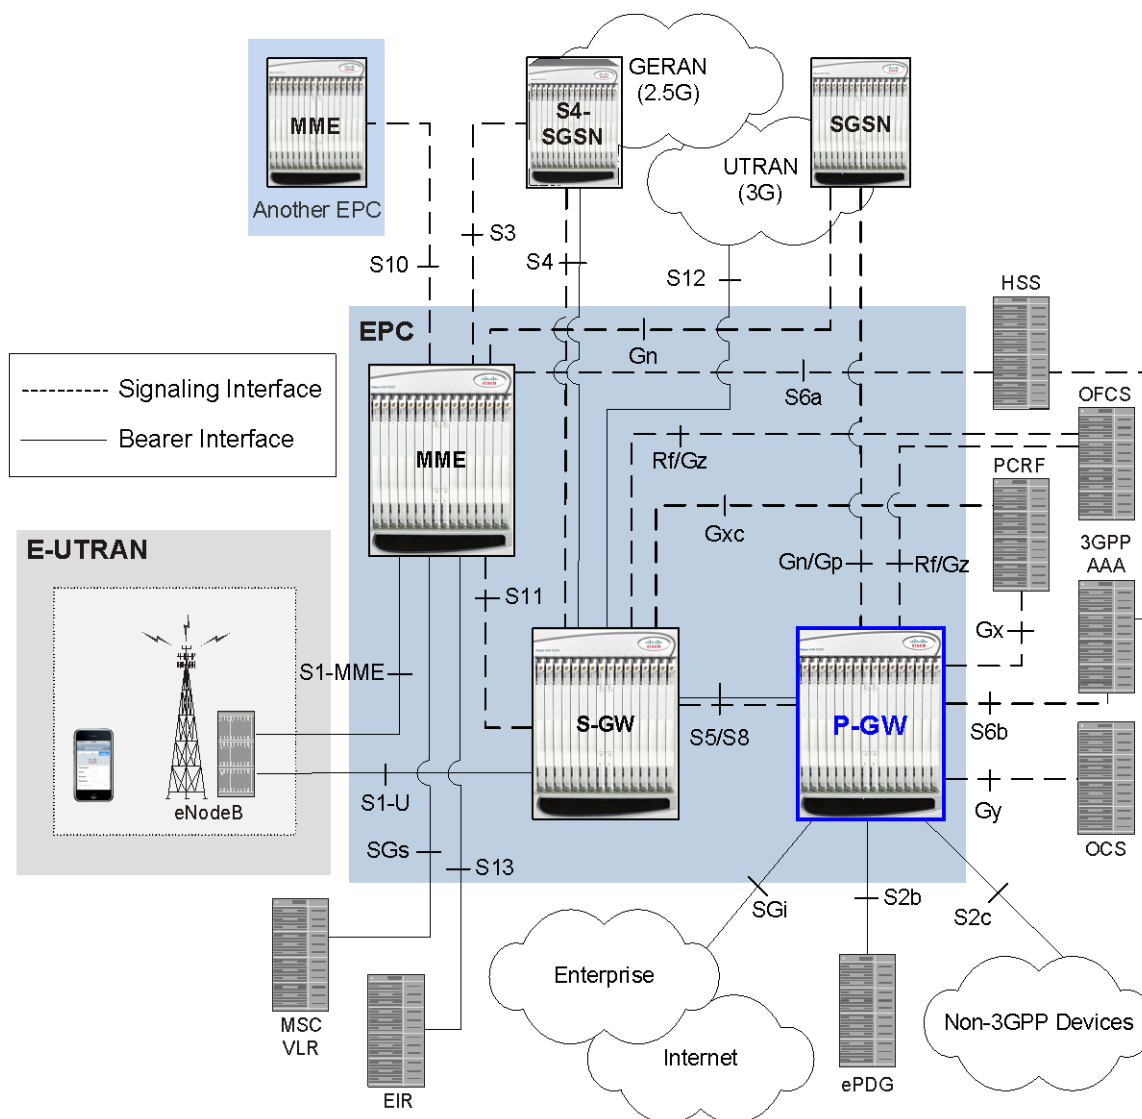 GERAN
(2.5G)
MME
S4-
SGSN
SGSN
UTRAN
(3G)
Another EPC
S3
S10
S4
S12
HSS
EPC
Gn
Signaling Interface
S6a
OFCS
Bearer Interface
MME
Rf/Gz
PCRF
Gxc
E-UTRAN
3GPP
AAA
Gn/Gp
Rf/Gz
S11
Gx
S1-MME
S-GW
P-GW
S5/S8
S6b
eNodeB
S1-U
Gy
SGs
OCS
S13
SGi
S2b
S2c
Enterprise
MSC
VLR
Non-3GPP Devices
Internet
ePDG
EIR